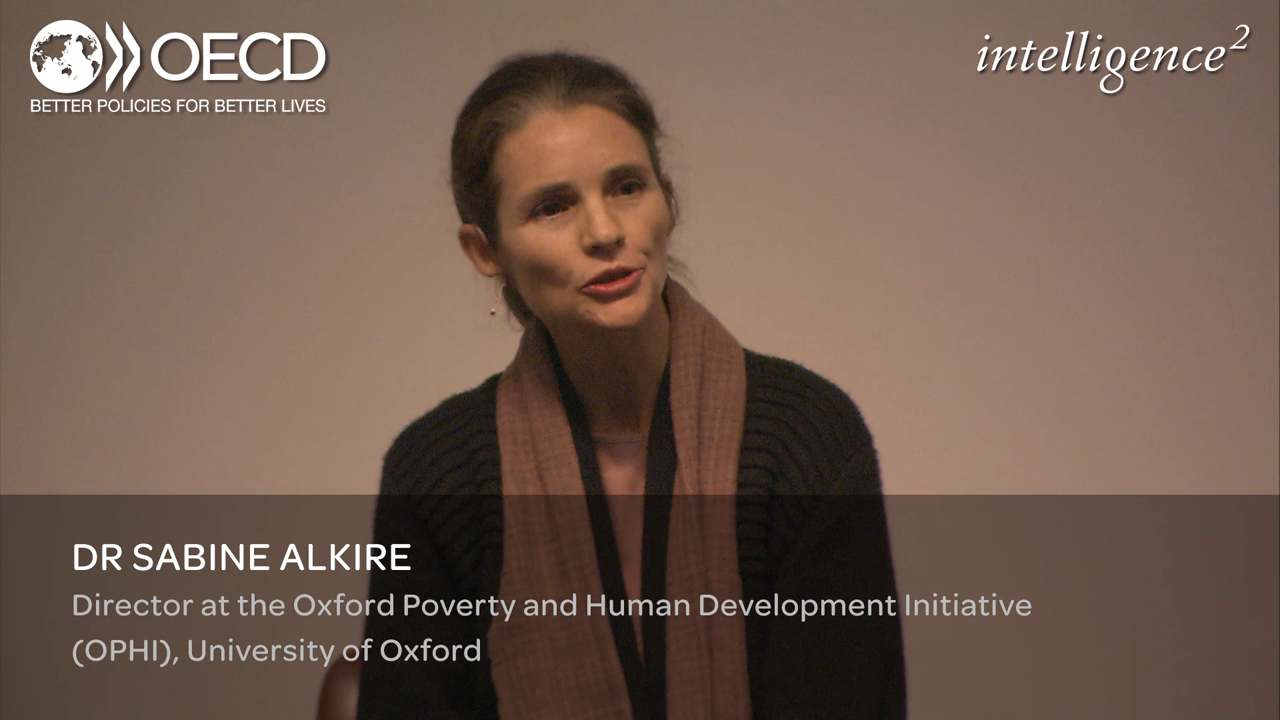 OECD
BETTER POLICIES FOR BETTER LIVES
intelligence²
DR SABINE ALKIRE
Director at the Oxford Poverty and Human Development Initiative
(OPHI), University of Oxford